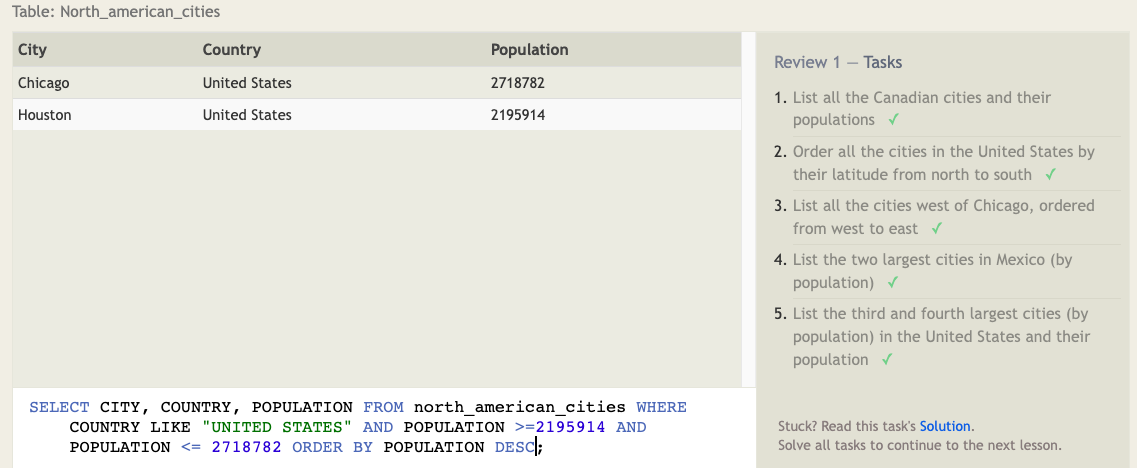 Table: North_american_cities
City Country Population
Chicago United States 2718782
Houston United States 2195914
SELECT CITY, COUNTRY, POPULATION FROM north_american_cities WHERE
COUNTRY LIKE "UNITED STATES" AND POPULATION >=2195914 AND
POPULATION <= 2718782 ORDER BY POPULATION DESC;
Review 1 — Tasks
1. List all the Canadian cities and their
populations ✓
2. Order all the cities in the United States by
their latitude from north to south ✓
3. List all the cities west of Chicago, ordered
from west to east ✓
4. List the two largest cities in Mexico (by
population) ✓
5. List the third and fourth largest cities (by
population) in the United States and their
population ✓
Stuck? Read this task's Solution.
Solve all tasks to continue to the next lesson.